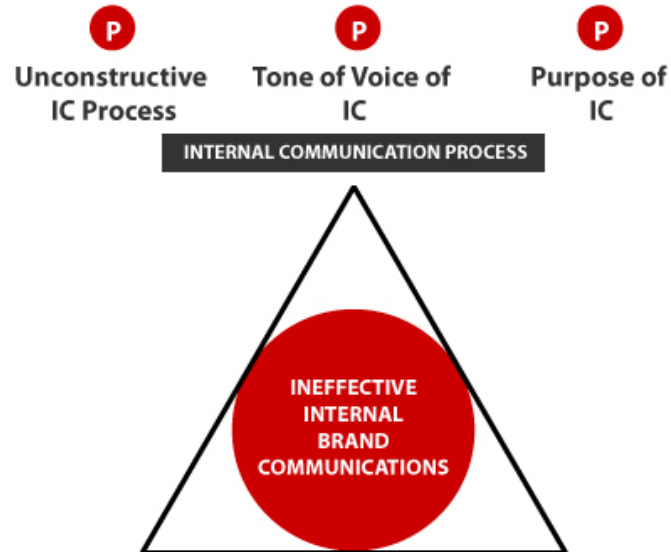 P P P
Unconstructive Tone of Voice of Purpose of
IC Process IC IC
INTERNAL COMMUNICATION PROCESS
INEFFECTIVE
INTERNAL
BRAND
COMMUNICATIONS